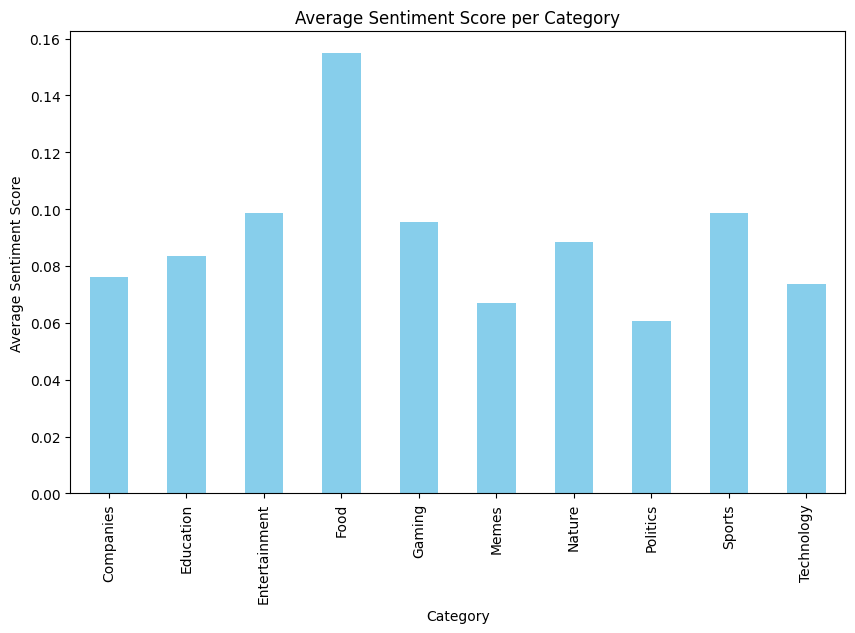 Average Sentiment Score per Category
Average Sentiment Score
0.16
0.14
0.12
0.10
0.08
0.06
0.04
0.02
0.00
Companies
Education
Entertainment
Food
Gaming
Memes
Nature
Politics
Sports
Technology
Category